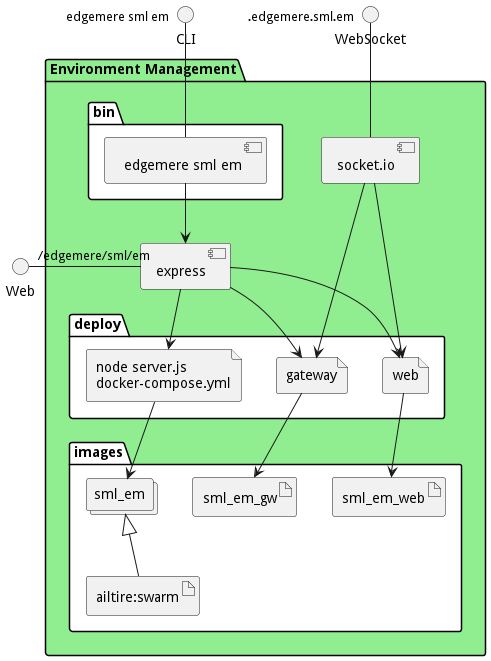 edgemere sml em
.edgemere.sml.em
CLI
WebSocket
Environment Management
bin
edgemere sml em
socket.io
/edgemere/sml/em
express
Web
deploy
node server.js
docker-compose.yml
gateway
web
images
sml_em
sml_em_gw
sml_em_web
ailtire:swarm